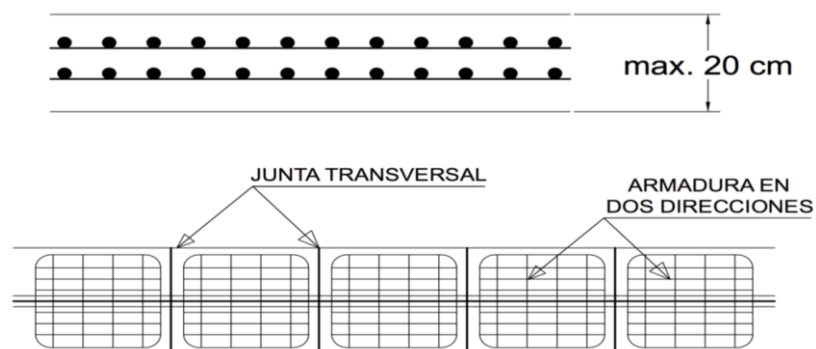 max. 20 cm
JUNTA TRANSVERSAL
ARMADURA EN
DOS DIRECCIONES